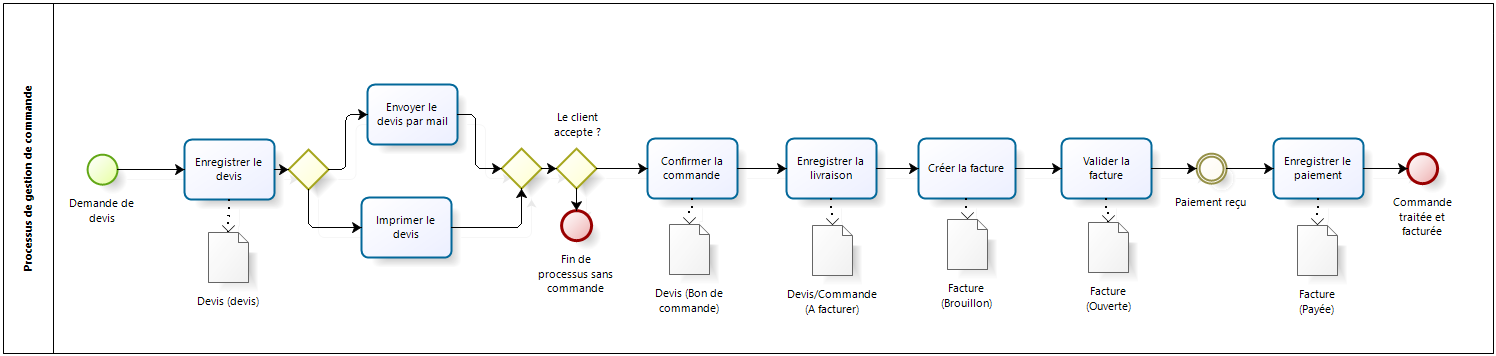 Processus de gestion de commande
Demande de
devis
Enregistrer le
devis
Devis (devis)
Envoyer le
devis par mail
Imprimer le
devis
Le client
accepte ?
Fin de
processus sans
commande
Confirmer la
commande
Devis (Bon de
commande)
Enregistrer la
livraison
Devis/Commande
(A facturer)
Créer la facture
Facture
(Brouillon)
Valider la
facture
Facture
(Ouverte)
Paiement reçu
Enregistrer le
paiement
Facture
(Payée)
Commande
traitée et
facturée